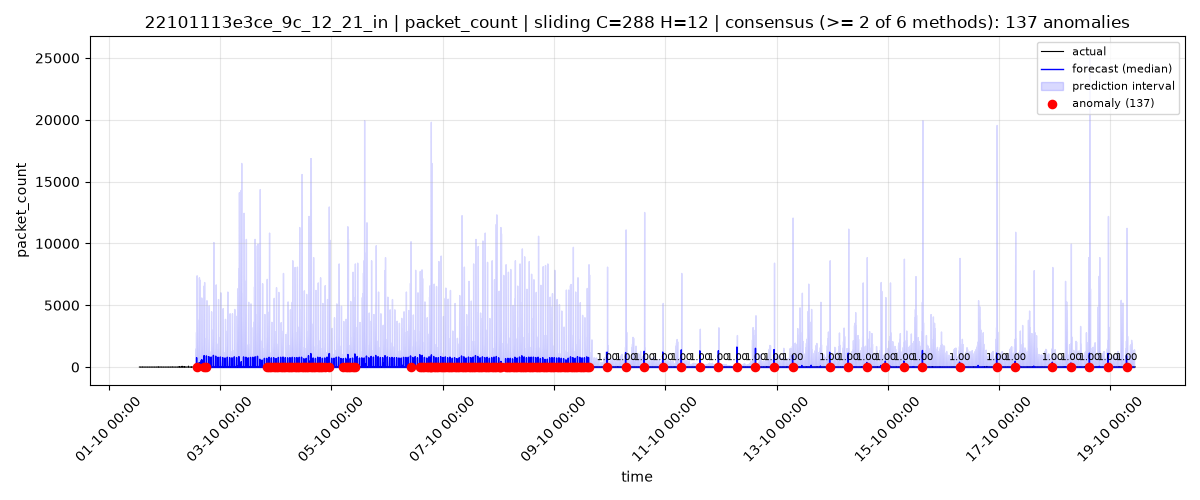 22101113e3ce_9c_12_21_in | packet_count | sliding C=288 H=12 | consensus (>= 2 of 6 methods): 137 anomalies
actual
forecast (median)
prediction interval
anomaly (137)
25000
20000
15000
10000
5000
0
packet_count
01-10 00:00
03-10 00:00
05-10 00:00
07-10 00:00
09-10 00:00
11-10 00:00
13-10 00:00
15-10 00:00
17-10 00:00
19-10 00:00
time